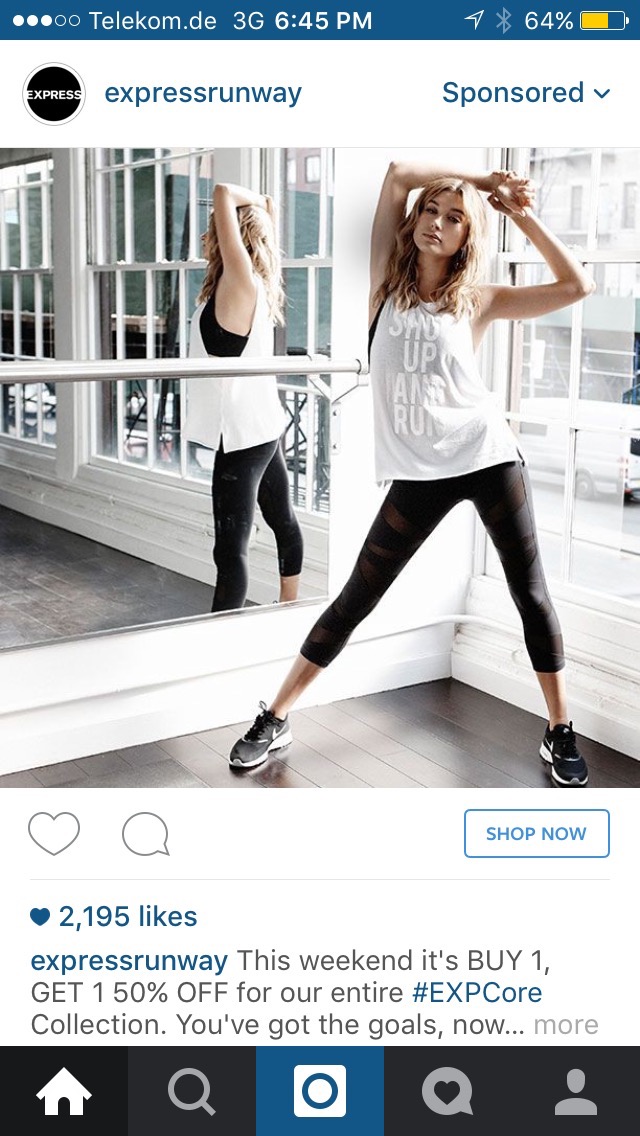 Telekom.de 3G 6:45 PM 64%
EXPRESS expressrunway Sponsored
UP
AND
RUN
SHOP NOW
2,195 likes
expressrunway This weekend it's BUY 1,
GET 1 50% OFF for our entire #EXPCore
Collection. You've got the goals, now... more